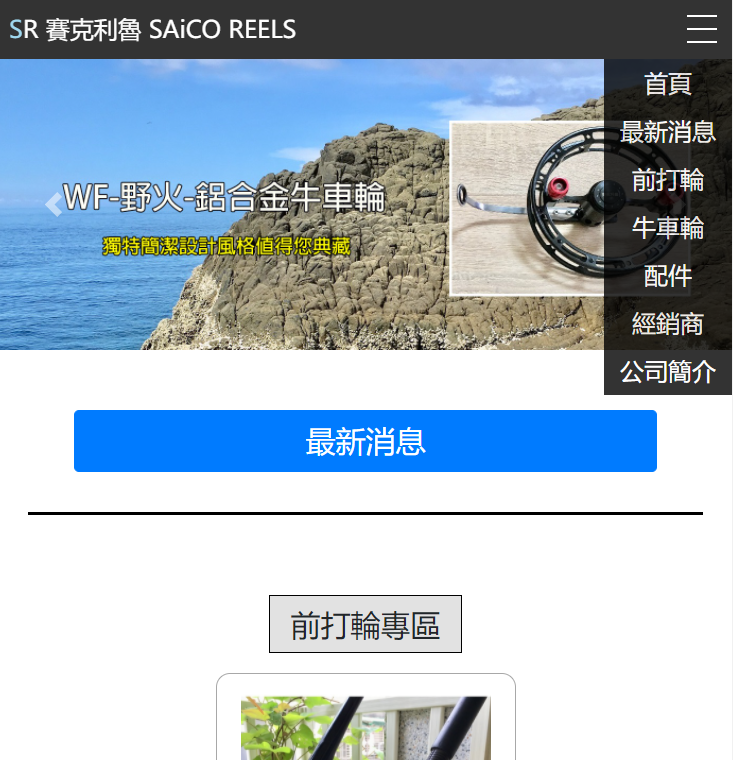 SR 賽克利魯 SAiCO REELS
首頁
最新消息
前打輪
牛車輪
配件
經銷商
公司簡介
WF-野火-鋁合金牛車輪
獨特簡潔設計風格值得您典藏
最新消息
前打輪專區